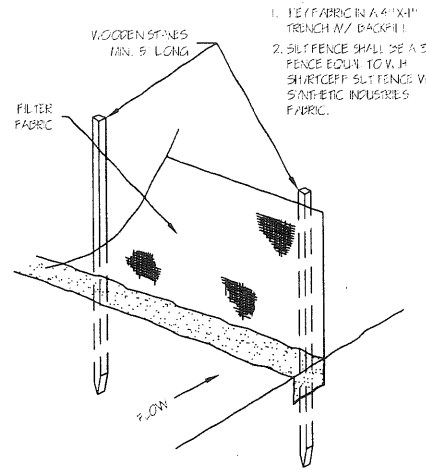 1. KEY FABRIC IN A 4"X4"
TRENCH W/ BACKFILL
2. SILT FENCE SHALL BE A 3
FENCE EQUAL TO W.H
SILT FENCE W
SYNTHETIC INDUSTRIES
FABRIC.
WOODEN STAKES
MIN. 5' LONG
FILTER
FABRIC
FLOW